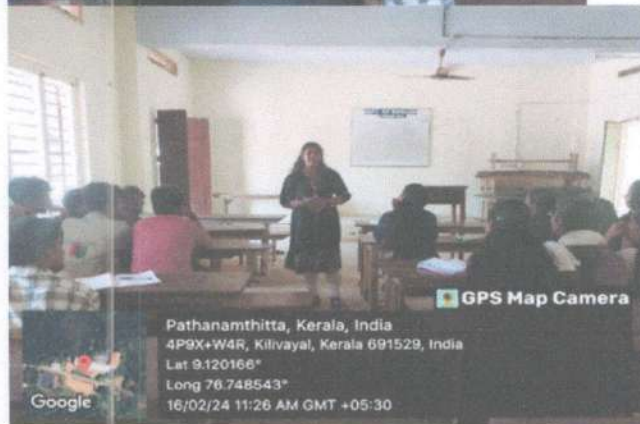 GPS Map Camera
Pathanamthitta, Kerala, India
4P9X+W4R, Kilivayal, Kerala 691529, India
Lat 9.120166°
Long 76.748543°
16/02/24 11:26 AM GMT +05:30
Google